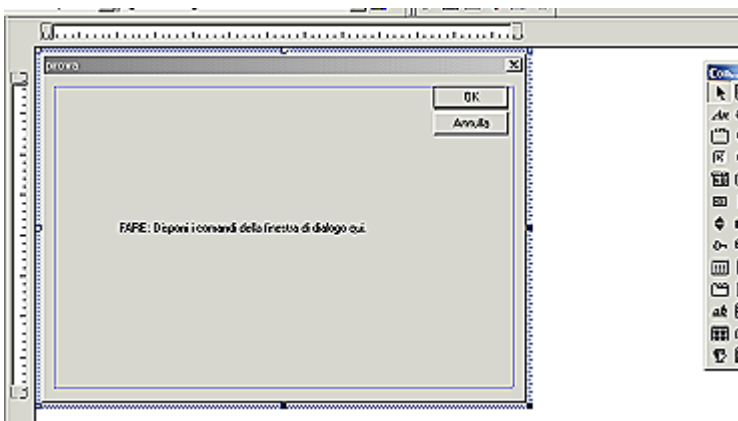 prova
OK
Annulla
FARE: Disponi i comandi della finestra di dialogo qui.